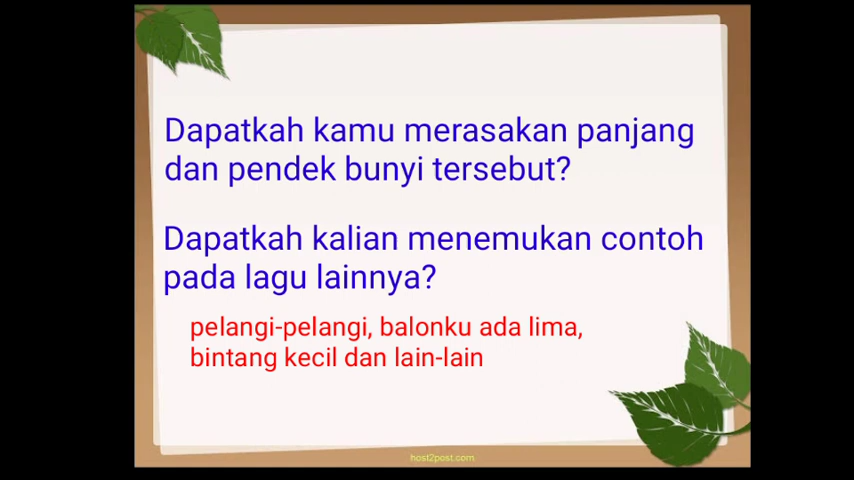 Dapatkah kamu merasakan panjang
dan pendek bunyi tersebut?
Dapatkah kalian menemukan contoh
pada lagu lainnya?
pelangi-pelangi, balonku ada lima,
bintang kecil dan lain-lain
host2post.com